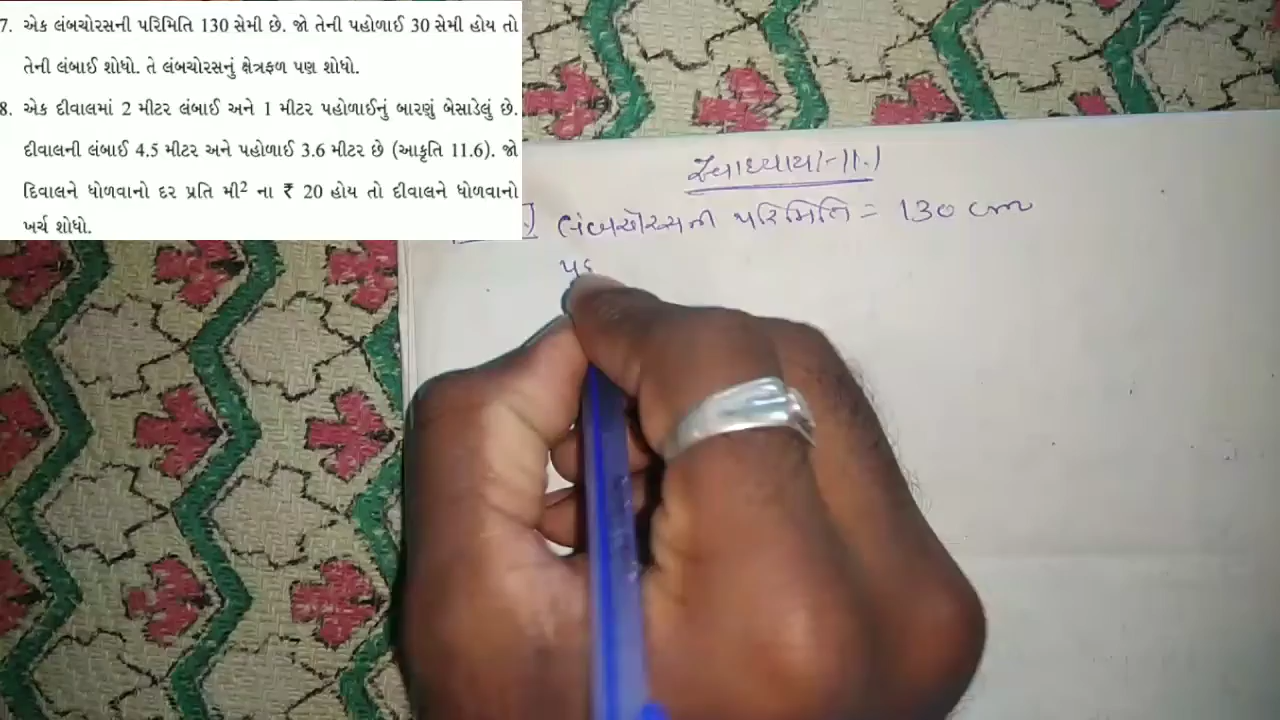 7. એક લંબચોરસની પરિમિતિ 130 સેમી છે. જો તેની પહોળાઈ 30 સેમી હોય તો
તેની લંબાઈ શોધો. તે લંબચોરસનું ક્ષેત્રફળ પણ શોધો.
8. એક દીવાલમાં 2 મીટર લંબાઈ અને 1 મીટર પહોળાઈનું બારણું બેસાડેલું છે.
દીવાલની લંબાઈ 4.5 મીટર અને પહોળાઈ 3.6 મીટર છે (આકૃતિ 11.6). જો
દિવાલને ધોળવાનો દર પ્રતિ મી² ના ₹ 20 હોય તો દીવાલને ધોળવાનો
ખર્ચ શોધો.
સ્વાધ્યાય-11.1
] લંબચોરસની પરિમિતિ = 130 cm